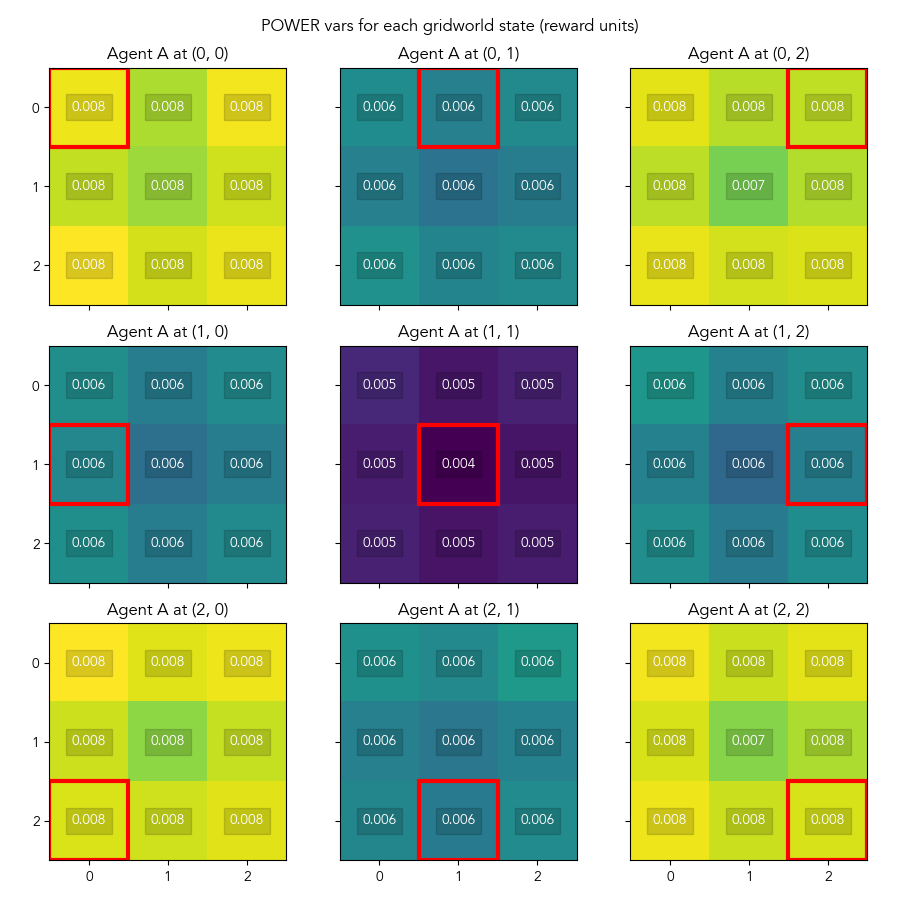 POWER vars for each gridworld state (reward units)
Agent A at (0, 0) Agent A at (0, 1) Agent A at (0, 2)
0 0.008 0.008 0.008 0.006 0.006 0.006 0.008 0.008 0.008
1 0.008 0.008 0.008 0.006 0.006 0.006 0.008 0.007 0.008
2 0.008 0.008 0.008 0.006 0.006 0.006 0.008 0.008 0.008
Agent A at (1, 0) Agent A at (1, 1) Agent A at (1, 2)
0 0.006 0.006 0.006 0.005 0.005 0.005 0.006 0.006 0.006
1 0.006 0.006 0.006 0.005 0.004 0.005 0.006 0.006 0.006
2 0.006 0.006 0.006 0.005 0.005 0.005 0.006 0.006 0.006
Agent A at (2, 0) Agent A at (2, 1) Agent A at (2, 2)
0 0.008 0.008 0.008 0.006 0.006 0.006 0.008 0.008 0.008
1 0.008 0.008 0.008 0.006 0.006 0.006 0.008 0.007 0.008
2 0.008 0.008 0.008 0.006 0.006 0.006 0.008 0.008 0.008
0 1 2 0 1 2 0 1 2